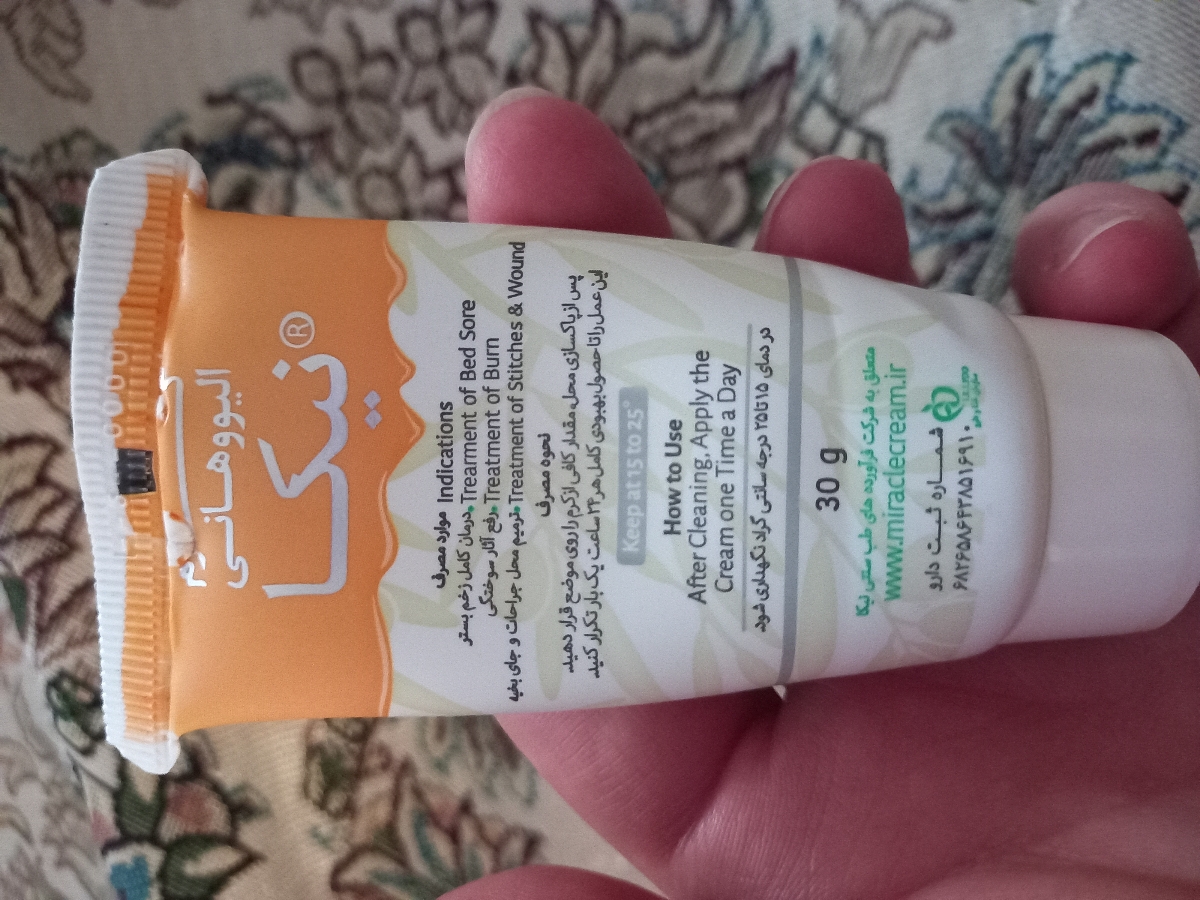 کرم
الیووهانی
نیکا®
موارد مصرف Indications
درمان کامل زخم بستر • Trearment of Bed Sore
رفع آثار سوختگی • Treatment of Burn
ترمیم محل جراحات و جای بخیه • Treatment of Stitches & Wound
نحوه مصرف
پس از پاکسازی محل، مقدار کافی از کرم را روی موضع قرار دهید.
این عمل را تا حصول بهبودی کامل هر ۲۴ ساعت یک بار تکرار کنید.
Keep at 15 to 25°
How to Use
After Cleaning, Apply the
Cream one Time a Day
در دمای ۱۵ تا ۲۵ درجه سانتی گراد نگهداری شود
30 g
متعلق به شرکت فرآورده های طب سنتی نیکا
www.miraclecream.ir
شماره ثبت دارو
۶۸۲۶۵۸۶۴۲۸۵۱۶۹۱۰